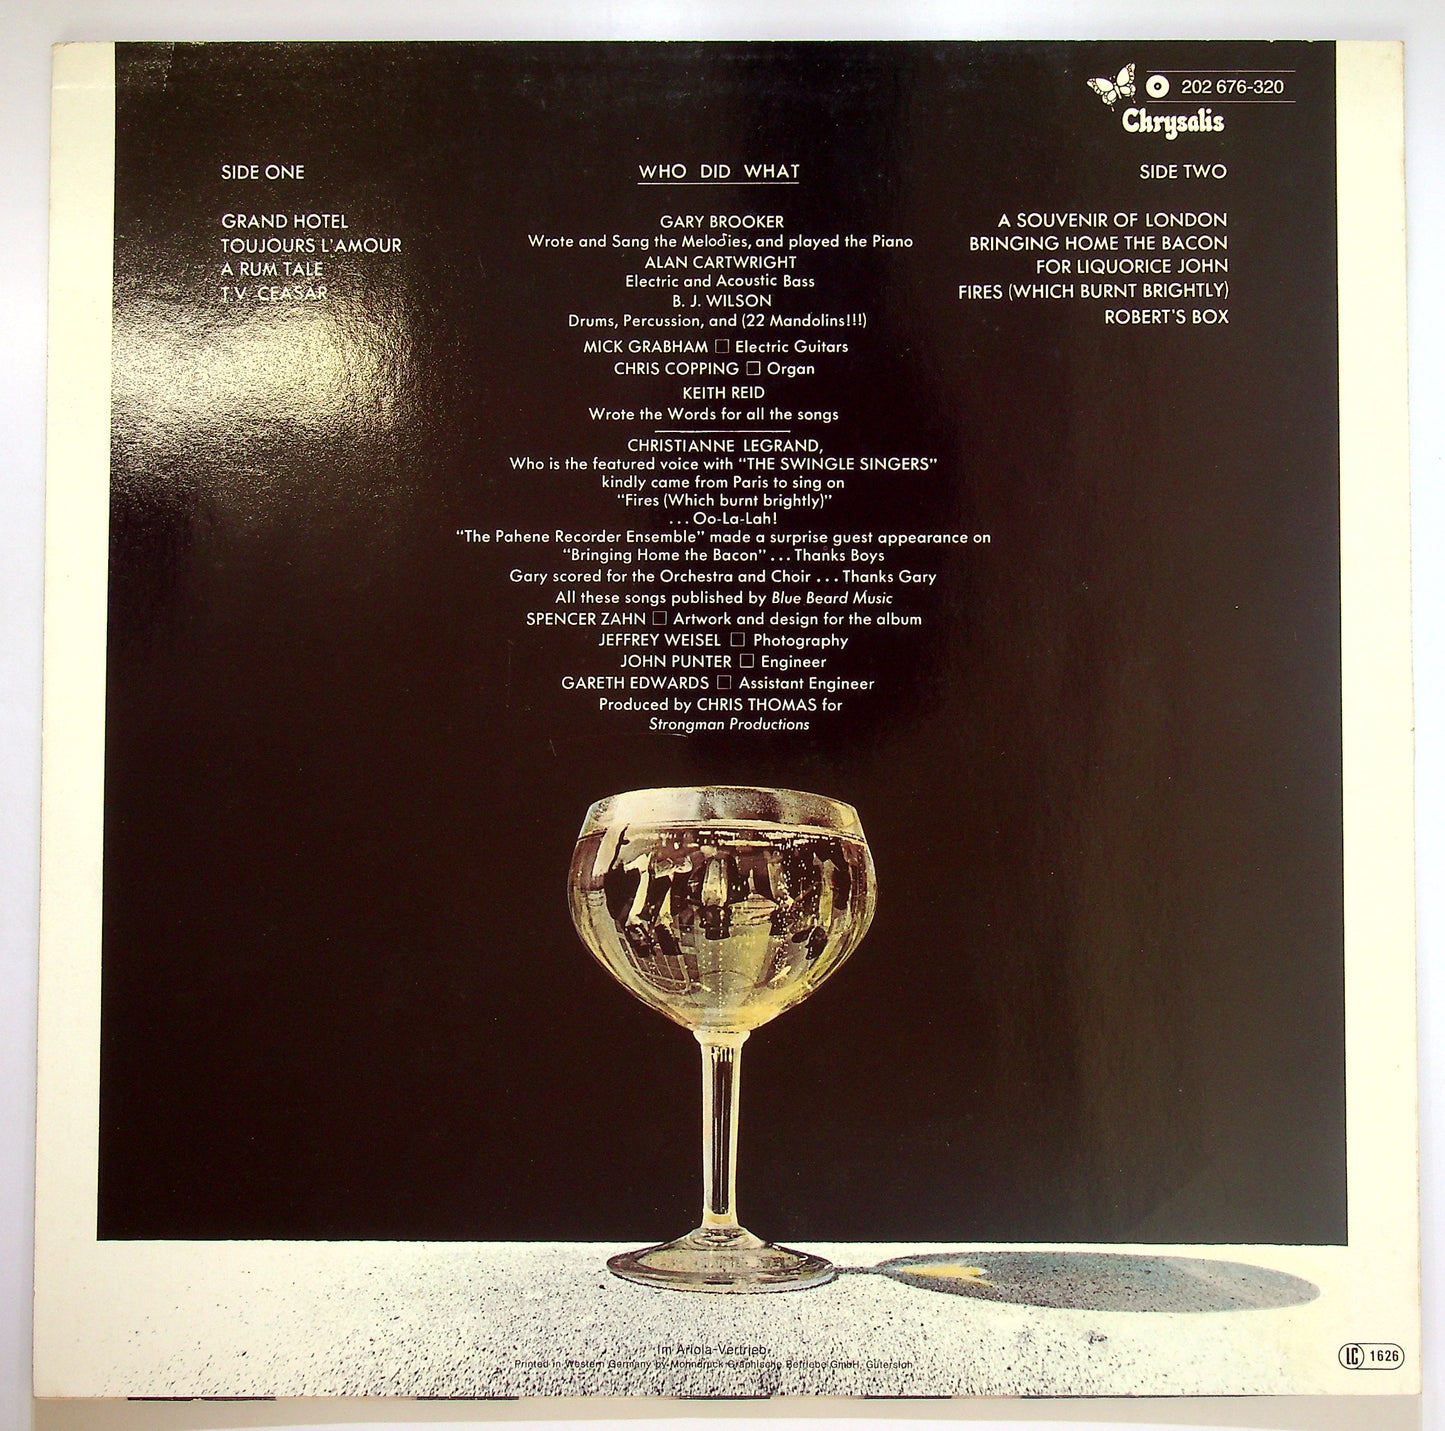 202 676-320
Chrysalis
SIDE ONE
GRAND HOTEL
TOUJOURS L'AMOUR
A RUM TALE
T.V. CEASAR
WHO DID WHAT
GARY BROOKER
Wrote and Sang the Melodies, and played the Piano
ALAN CARTWRIGHT
Electric and Acoustic Bass
B. J. WILSON
Drums, Percussion, and (22 Mandolins!!!)
MICK GRABHAM □ Electric Guitars
CHRIS COPPING □ Organ
KEITH REID
Wrote the Words for all the songs
CHRISTIANNE LEGRAND,
Who is the featured voice with "THE SWINGLE SINGERS"
kindly came from Paris to sing on
"Fires (Which burnt brightly)"
... Oo-La-Lah!
"The Pahene Recorder Ensemble" made a surprise guest appearance on
"Bringing Home the Bacon" ... Thanks Boys
Gary scored for the Orchestra and Choir ... Thanks Gary
All these songs published by Blue Beard Music
SPENCER ZAHN □ Artwork and design for the album
JEFFREY WEISEL □ Photography
JOHN PUNTER □ Engineer
GARETH EDWARDS □ Assistant Engineer
Produced by CHRIS THOMAS for
Strongman Productions
SIDE TWO
A SOUVENIR OF LONDON
BRINGING HOME THE BACON
FOR LIQUORICE JOHN
FIRES (WHICH BURNT BRIGHTLY)
ROBERT'S BOX
Im Ariola-Vertrieb
Printed in Western Germany by Mohndruck Graphische Betriebe GmbH, Gütersloh
LC 1626